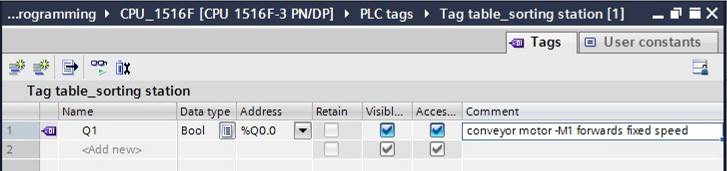 ...rogramming ▸ CPU_1516F [CPU 1516F-3 PN/DP] ▸ PLC tags ▸ Tag table_sorting station [1]
Tags User constants
Tag table_sorting station
Name Data type Address Retain Visibl... Acces... Comment
1 Q1 Bool %Q0.0 conveyor motor -M1 forwards fixed speed
2 <Add new>